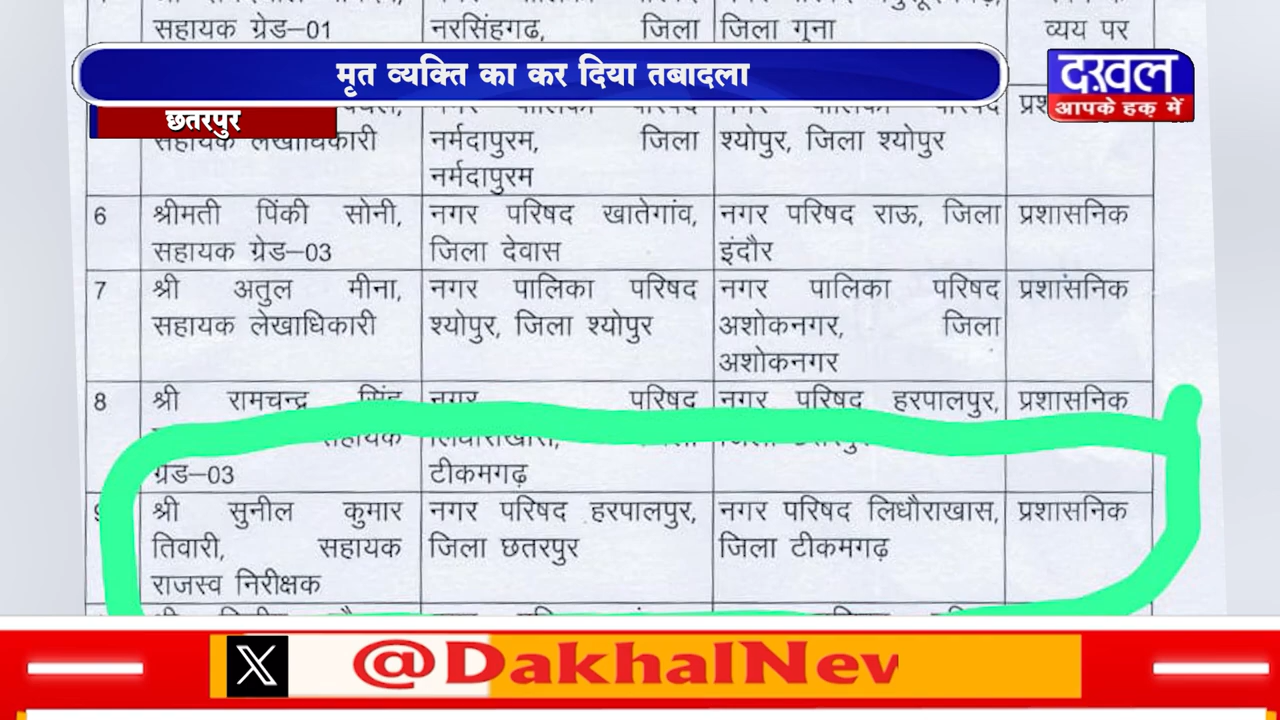 सहायक ग्रेड–01
नरसिंहगढ, जिला
जिला गुना
व्यय पर
मृत व्यक्ति का कर दिया तबादला
दख़ल
आपके हक़ में
छतरपुर
सहायक लेखाधिकारी
नर्मदापुरम, जिला
नर्मदापुरम
श्योपुर, जिला श्योपुर
6 श्रीमती पिंकी सोनी, नगर परिषद खातेगांव, नगर परिषद राऊ, जिला प्रशासनिक
सहायक ग्रेड–03 जिला देवास इंदौर
7 श्री अतुल मीना, नगर पालिका परिषद नगर पालिका परिषद प्रशासनिक
सहायक लेखाधिकारी श्योपुर, जिला श्योपुर अशोकनगर, जिला
अशोकनगर
8 श्री रामचन्द्र सिंह नगर परिषद नगर परिषद हरपालपुर, प्रशासनिक
सहायक
ग्रेड–03 टीकमगढ़
9 श्री सुनील कुमार नगर परिषद हरपालपुर, नगर परिषद लिधौराखास, प्रशासनिक
तिवारी, सहायक जिला छतरपुर जिला टीकमगढ़
राजस्व निरीक्षक
X @DakhalNew